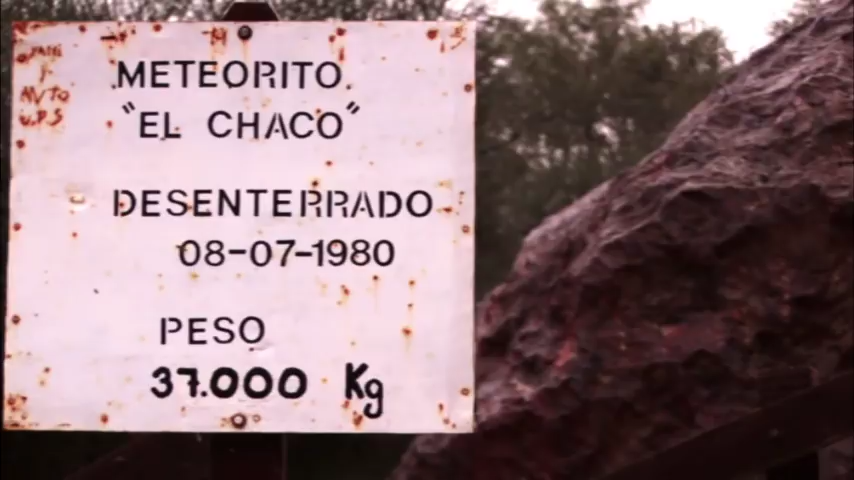 METEORITO
"EL CHACO"
DESENTERRADO
08-07-1980
PESO
37.000 Kg